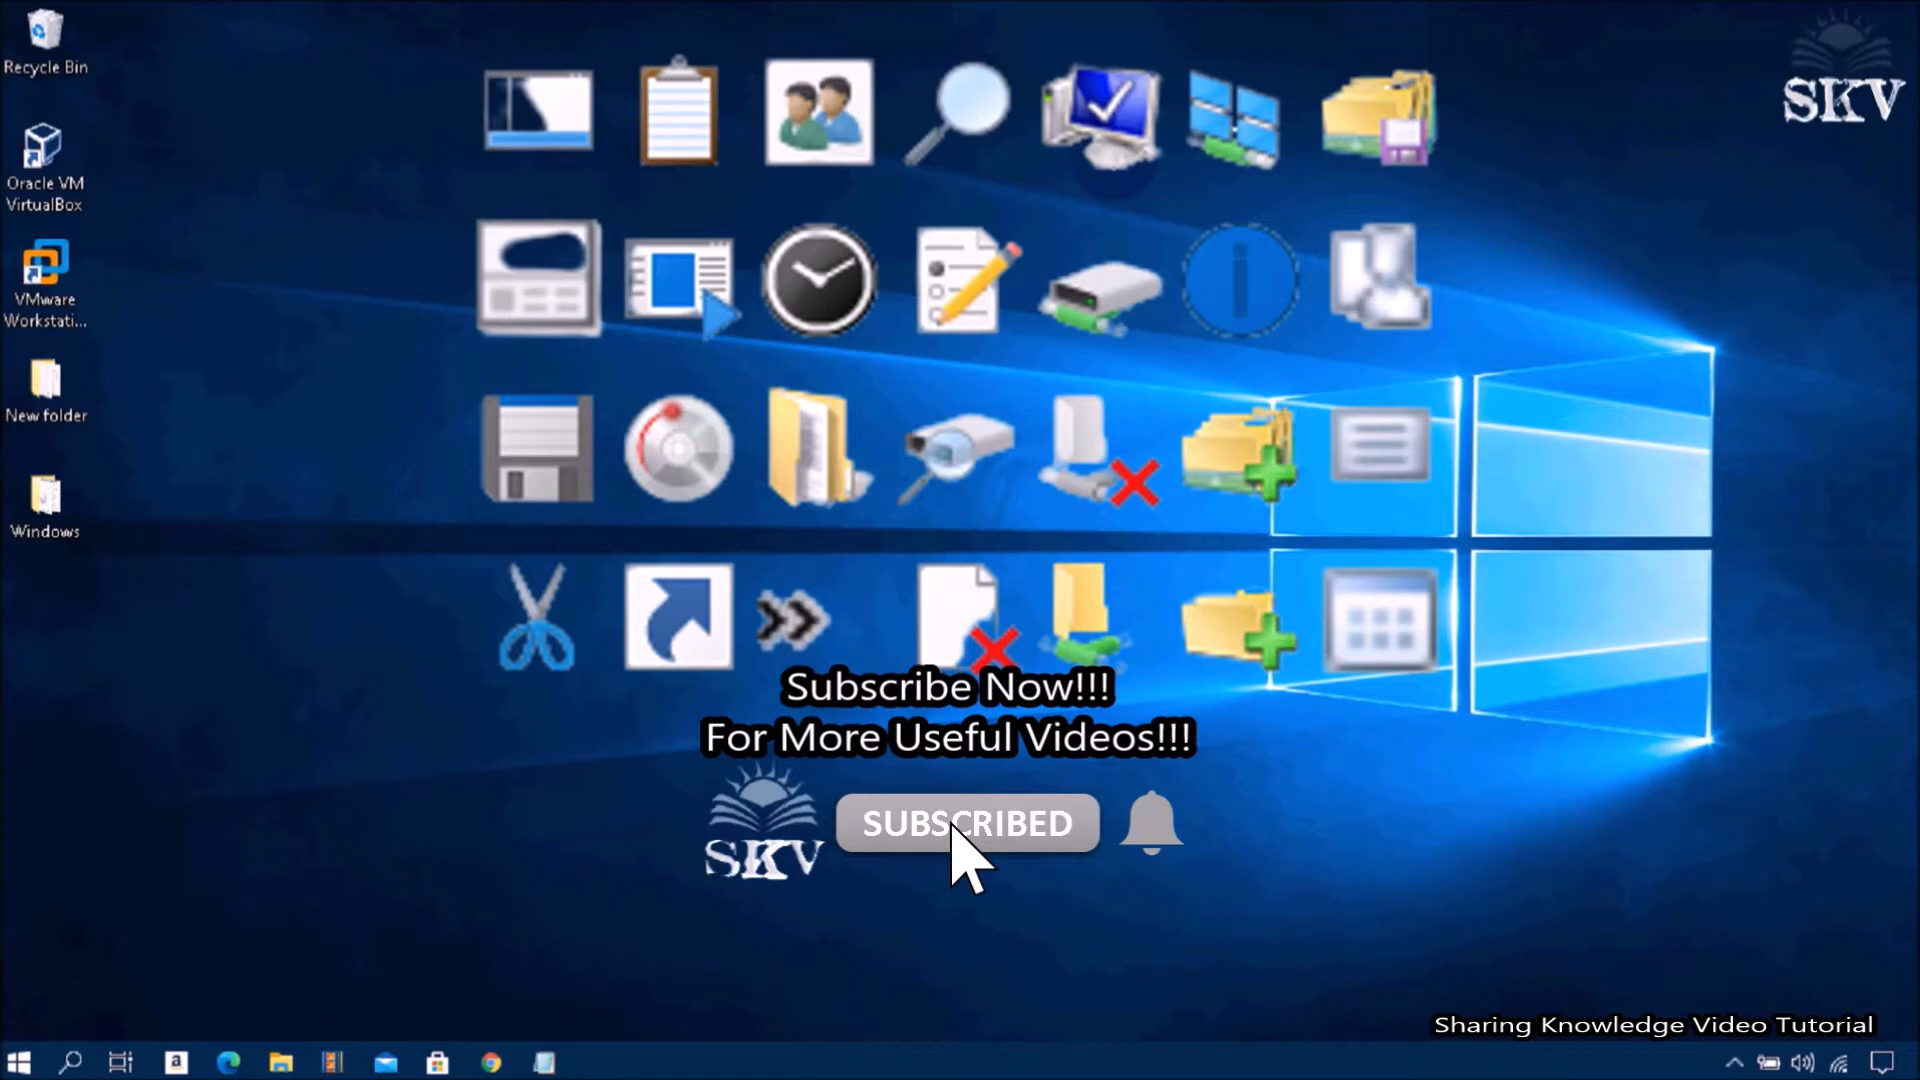 Recycle Bin
SKV
Oracle VM
VirtualBox
VMware
Workstati...
New folder
Windows
Subscribe Now!!!
For More Useful Videos!!!
SKV
SUBSCRIBED
Sharing Knowledge Video Tutorial
a